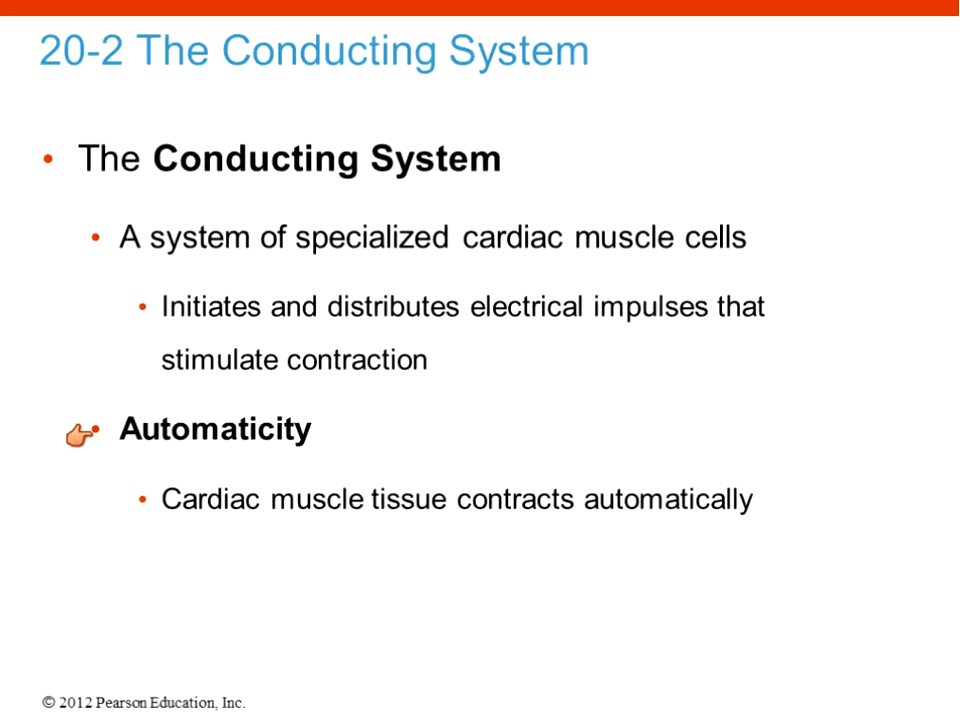 20-2 The Conducting System
• The Conducting System
• A system of specialized cardiac muscle cells
• Initiates and distributes electrical impulses that
stimulate contraction
• Automaticity
• Cardiac muscle tissue contracts automatically
© 2012 Pearson Education, Inc.